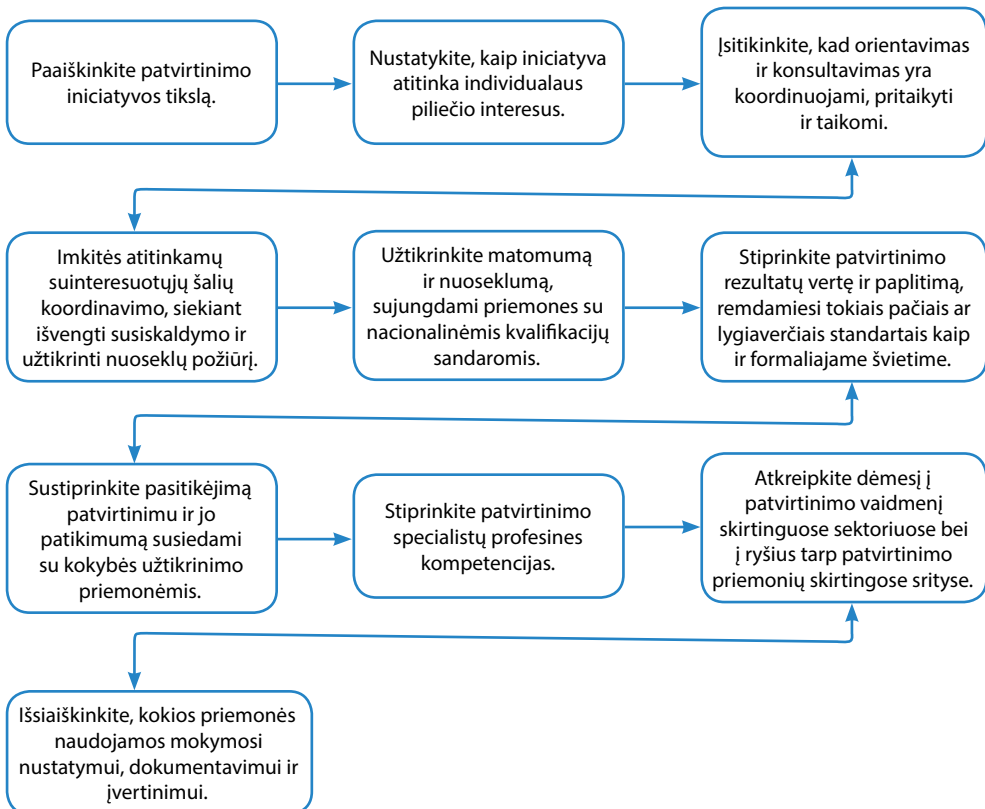 Paaiškinkite patvirtinimo
iniciatyvos tikslą.
Nustatykite, kaip iniciatyva
atitinka individualaus
piliečio interesus.
Įsitikinkite, kad orientavimas
ir konsultavimas yra
koordinuojami, pritaikyti
ir taikomi.
Imkitės atitinkamų
suinteresuotųjų šalių
koordinavimo, siekiant
išvengti susiskaldymo ir
užtikrinti nuoseklų požiūrį.
Užtikrinkite matomumą
ir nuoseklumą,
sujungdami priemones su
nacionalinėmis kvalifikacijų
sandaromis.
Stiprinkite patvirtinimo
rezultatų vertę ir paplitimą,
remdamiesi tokiais pačiais ar
lygiaverčiais standartais kaip
ir formaliajame švietime.
Sustiprinkite pasitikėjimą
patvirtinimu ir jo
patikimumą susiedami
su kokybės užtikrinimo
priemonėmis.
Stiprinkite patvirtinimo
specialistų profesines
kompetencijas.
Atkreipkite dėmesį į
patvirtinimo vaidmenį
skirtinguose sektoriuose bei
į ryšius tarp patvirtinimo
priemonių skirtingose srityse.
Išsiaiškinkite, kokios priemonės
naudojamos mokymosi
nustatymui, dokumentavimui ir
įvertinimui.